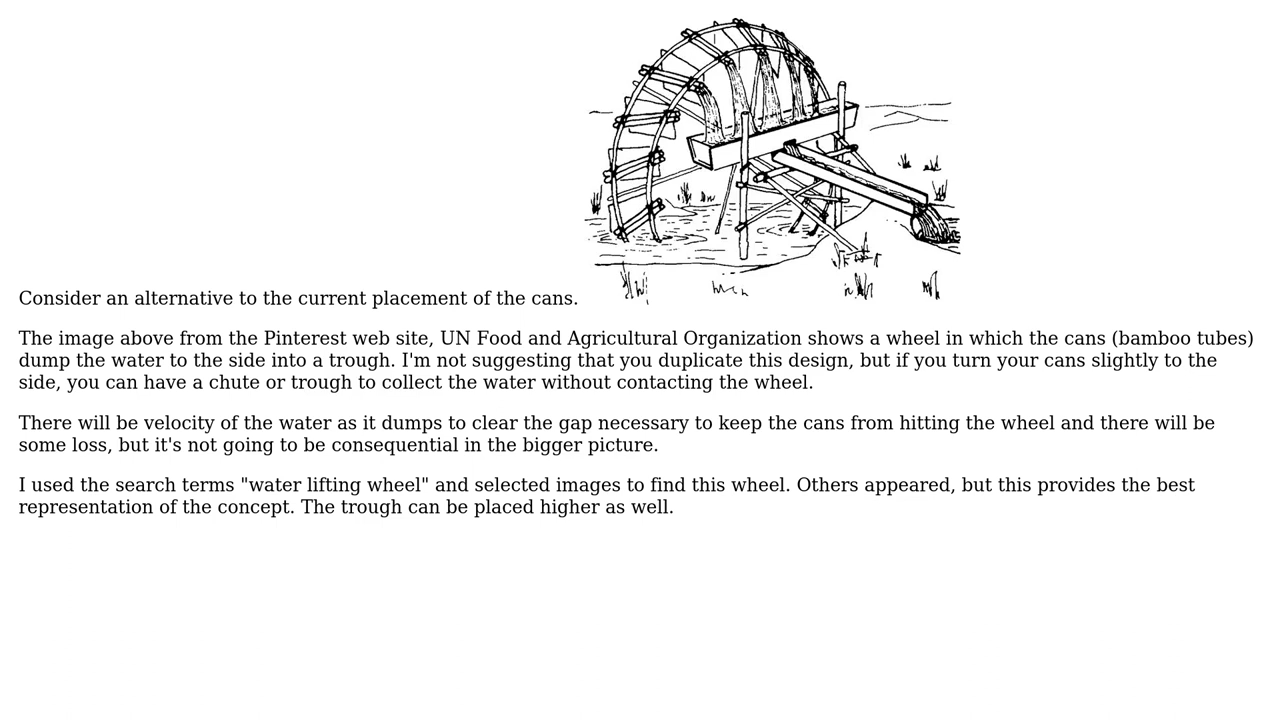 Consider an alternative to the current placement of the cans.
The image above from the Pinterest web site, UN Food and Agricultural Organization shows a wheel in which the cans (bamboo tubes)
dump the water to the side into a trough. I'm not suggesting that you duplicate this design, but if you turn your cans slightly to the
side, you can have a chute or trough to collect the water without contacting the wheel.
There will be velocity of the water as it dumps to clear the gap necessary to keep the cans from hitting the wheel and there will be
some loss, but it's not going to be consequential in the bigger picture.
I used the search terms "water lifting wheel" and selected images to find this wheel. Others appeared, but this provides the best
representation of the concept. The trough can be placed higher as well.